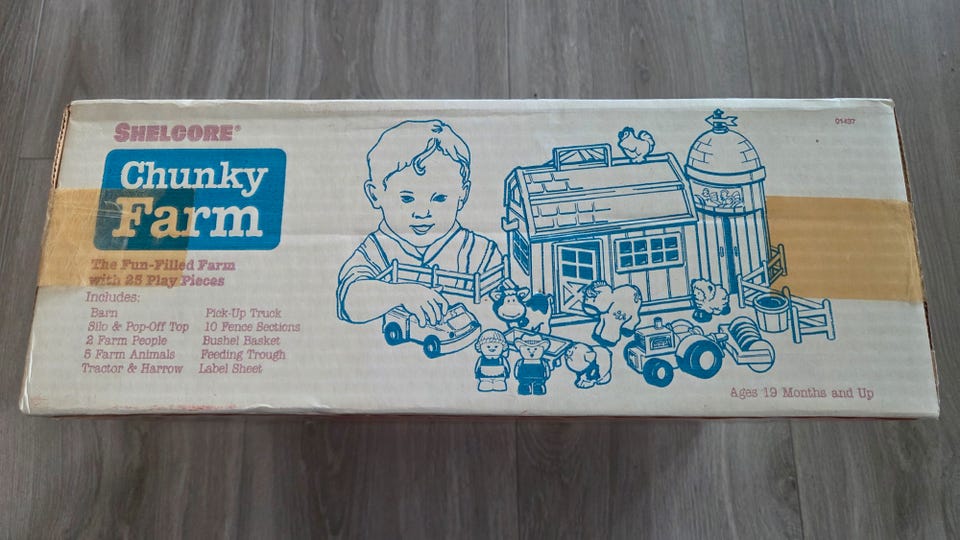 SHELCORE®
01497
Chunky
Farm
The Fun-Filled Farm
with 25 Play Pieces
Includes:
Barn
Silo & Pop-Off Top
2 Farm People
5 Farm Animals
Tractor & Harrow
Pick-Up Truck
10 Fence Sections
Bushel Basket
Feeding Trough
Label Sheet
Ages 19 Months and Up